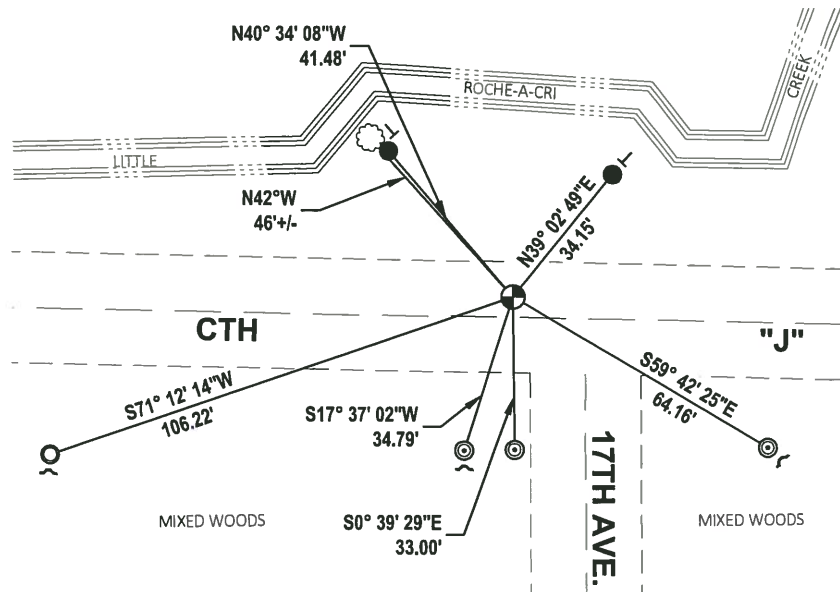 N40° 34' 08"W
41.48'
ROCHE-A-CRI
CREEK
LITTLE
N42°W
46'+/-
N39° 02' 49"E
34.15'
CTH
"J"
S71° 12' 14"W
106.22'
S17° 37' 02"W
34.79'
S59° 42' 25"E
64.16'
S0° 39' 29"E
33.00'
17TH AVE.
MIXED WOODS
MIXED WOODS